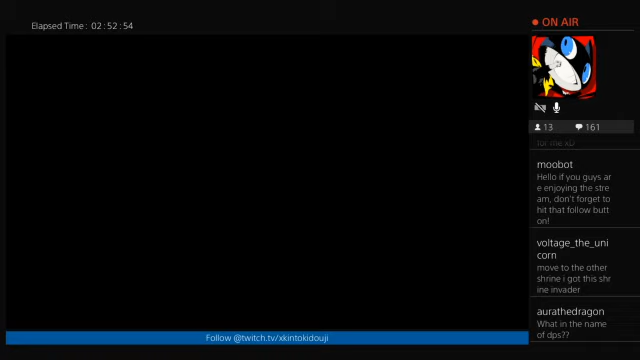 Elapsed Time : 02:52:54
ON AIR
13 161
moobot
Hello if you guys ar
e enjoying the stre
am, don't forget to
hit that follow butt
on!
voltage_the_uni
corn
move to the other
shrine i got this shr
ine invader
aurathedragon
What in the name
of dps??
Follow @twitch.tv/xkintokidouji